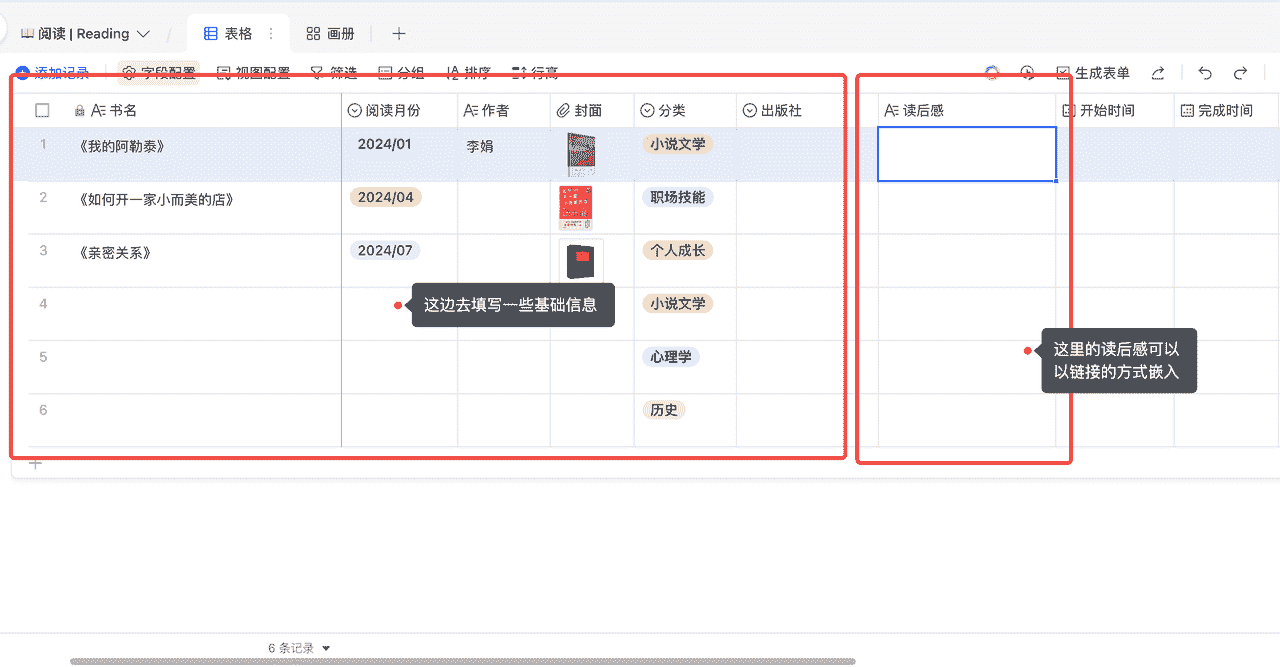 阅读 | Reading
表格
画册
添加记录
字段配置
视图配置
筛选
分组
排序
行高
生成表单
书名
阅读月份
作者
封面
分类
出版社
读后感
开始时间
完成时间
1 《我的阿勒泰》 2024/01 李娟 小说文学
2 《如何开一家小而美的店》 2024/04 职场技能
3 《亲密关系》 2024/07 个人成长
这边去填写一些基础信息
4 小说文学
这里的读后感可以
以链接的方式嵌入
5 心理学
6 历史
6 条记录